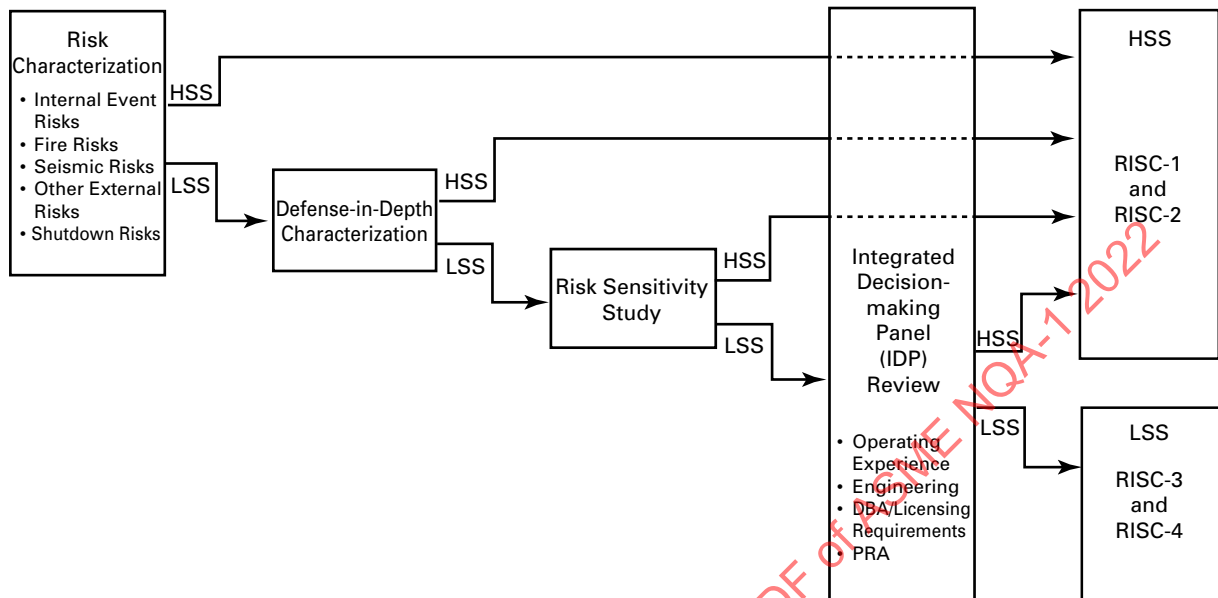 Risk
Characterization
• Internal Event
Risks
• Fire Risks
• Seismic Risks
• Other External
Risks
• Shutdown Risks
HSS
LSS
Defense-in-Depth
Characterization
HSS
LSS
Risk Sensitivity
Study
HSS
LSS
Integrated
Decision-
making
Panel
(IDP)
Review
• Operating
Experience
• Engineering
• DBA/Licensing
Requirements
• PRA
HSS
LSS
HSS
RISC-1
and
RISC-2
LSS
RISC-3
and
RISC-4
DF of ASME NQA-1 2022